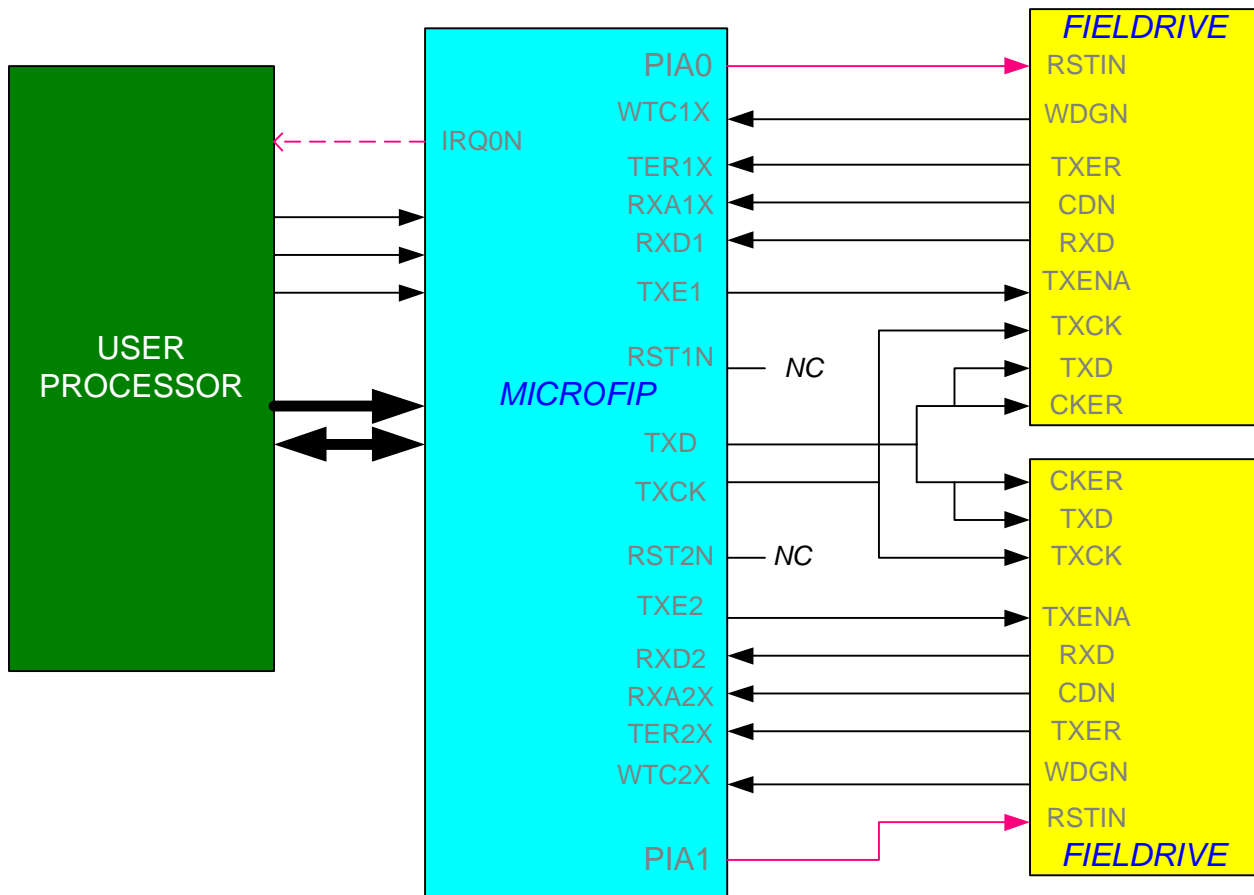 USER
PROCESSOR
IRQ0N
MICROFIP
PIA0
WTC1X
TER1X
RXA1X
RXD1
TXE1
RST1N
TXD
TXCK
RST2N
TXE2
RXD2
RXA2X
TER2X
WTC2X
PIA1
NC
NC
FIELDRIVE
RSTIN
WDGN
TXER
CDN
RXD
TXENA
TXCK
TXD
CKER
CKER
TXD
TXCK
TXENA
RXD
CDN
TXER
WDGN
RSTIN
FIELDRIVE